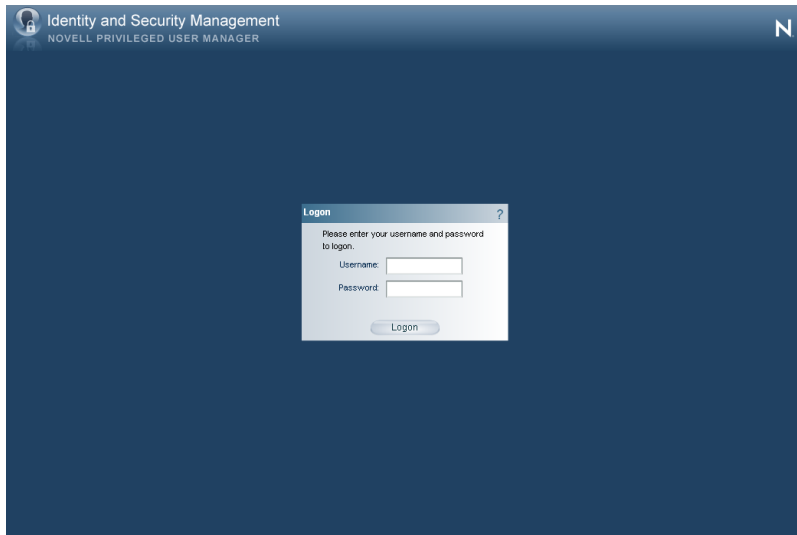 Identity and Security Management
NOVELL PRIVILEGED USER MANAGER
N
Logon
?
Please enter your username and password
to logon.
Username:
Password:
Logon